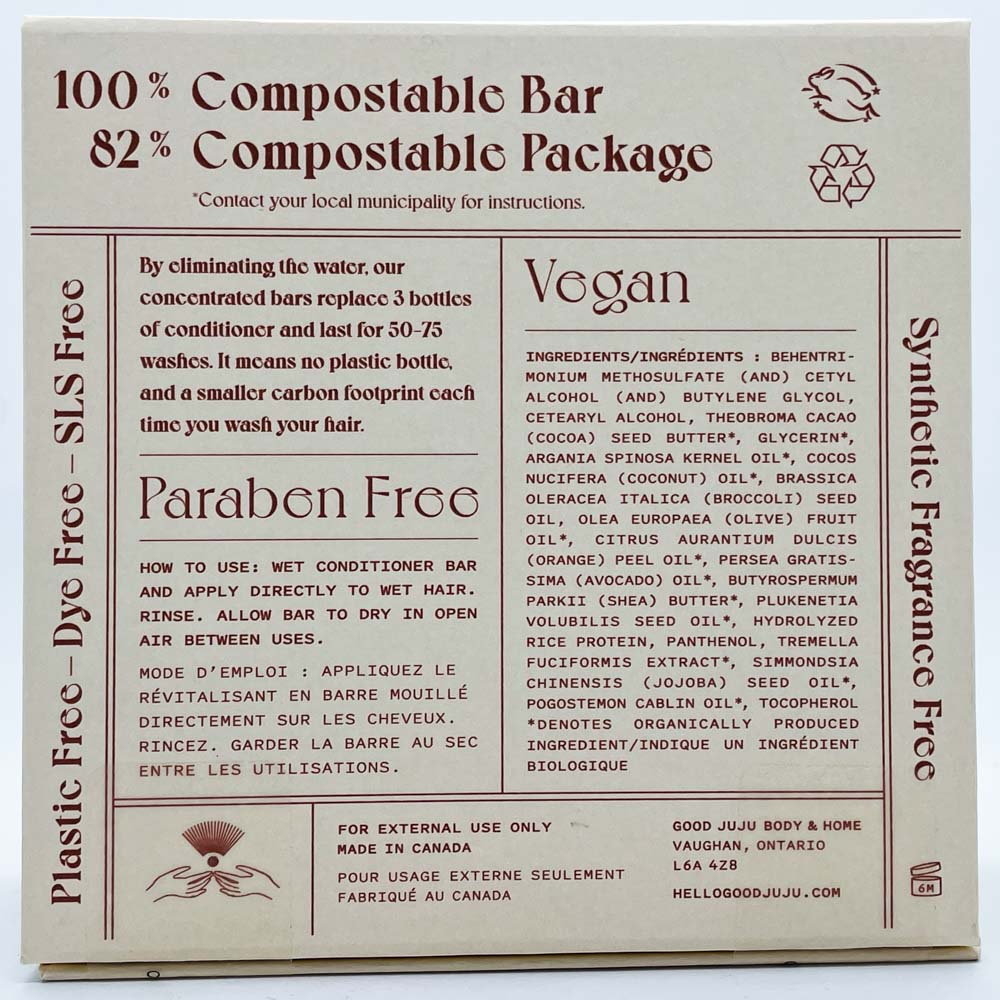 100% Compostable Bar
82% Compostable Package
*Contact your local municipality for instructions.
Plastic Free – Dye Free – SLS Free
By eliminating the water, our
concentrated bars replace 3 bottles
of conditioner and last for 50-75
washes. It means no plastic bottle,
and a smaller carbon footprint each
time you wash your hair.
Paraben Free
HOW TO USE: WET CONDITIONER BAR
AND APPLY DIRECTLY TO WET HAIR.
RINSE. ALLOW BAR TO DRY IN OPEN
AIR BETWEEN USES.
MODE D'EMPLOI : APPLIQUEZ LE
RÉVITALISANT EN BARRE MOUILLÉ
DIRECTEMENT SUR LES CHEVEUX.
RINCEZ. GARDER LA BARRE AU SEC
ENTRE LES UTILISATIONS.
Vegan
INGREDIENTS/INGRÉDIENTS : BEHENTRI-
MONIUM METHOSULFATE (AND) CETYL
ALCOHOL (AND) BUTYLENE GLYCOL,
CETEARYL ALCOHOL, THEOBROMA CACAO
(COCOA) SEED BUTTER*, GLYCERIN*,
ARGANIA SPINOSA KERNEL OIL*, COCOS
NUCIFERA (COCONUT) OIL*, BRASSICA
OLERACEA ITALICA (BROCCOLI) SEED
OIL, OLEA EUROPAEA (OLIVE) FRUIT
OIL*, CITRUS AURANTIUM DULCIS
(ORANGE) PEEL OIL*, PERSEA GRATIS-
SIMA (AVOCADO) OIL*, BUTYROSPERMUM
PARKII (SHEA) BUTTER*, PLUKENETIA
VOLUBILIS SEED OIL*, HYDROLYZED
RICE PROTEIN, PANTHENOL, TREMELLA
FUCIFORMIS EXTRACT*, SIMMONDSIA
CHINENSIS (JOJOBA) SEED OIL*,
POGOSTEMON CABLIN OIL*, TOCOPHEROL
*DENOTES ORGANICALLY PRODUCED
INGREDIENT/INDIQUE UN INGRÉDIENT
BIOLOGIQUE
Synthetic Fragrance Free
FOR EXTERNAL USE ONLY
MADE IN CANADA
POUR USAGE EXTERNE SEULEMENT
FABRIQUÉ AU CANADA
GOOD JUJU BODY & HOME
VAUGHAN, ONTARIO
L6A 4Z8
HELLOGOODJUJU.COM
6M